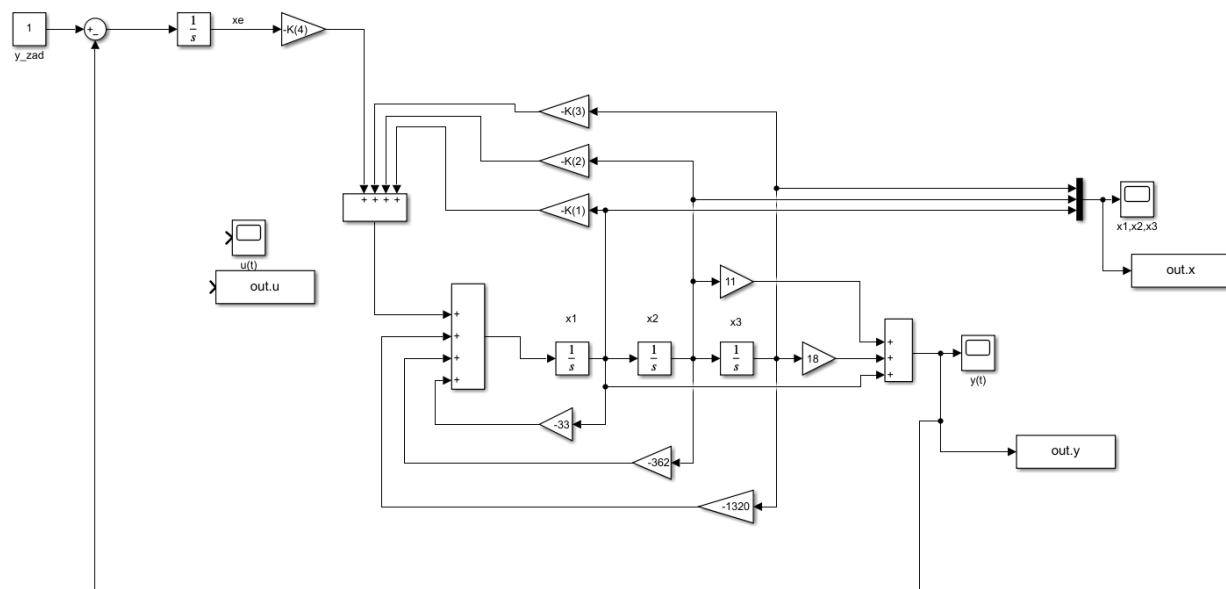 1
y_zad
+
-
1
s
xe
-K(4)
-K(3)
-K(2)
-K(1)
+ + + +
u(t)
out.u
x1,x2,x3
out.x
11
+
+
+
+
x1
1
s
x2
1
s
x3
1
s
18
+
+
+
y(t)
-33
-362
-1320
out.y